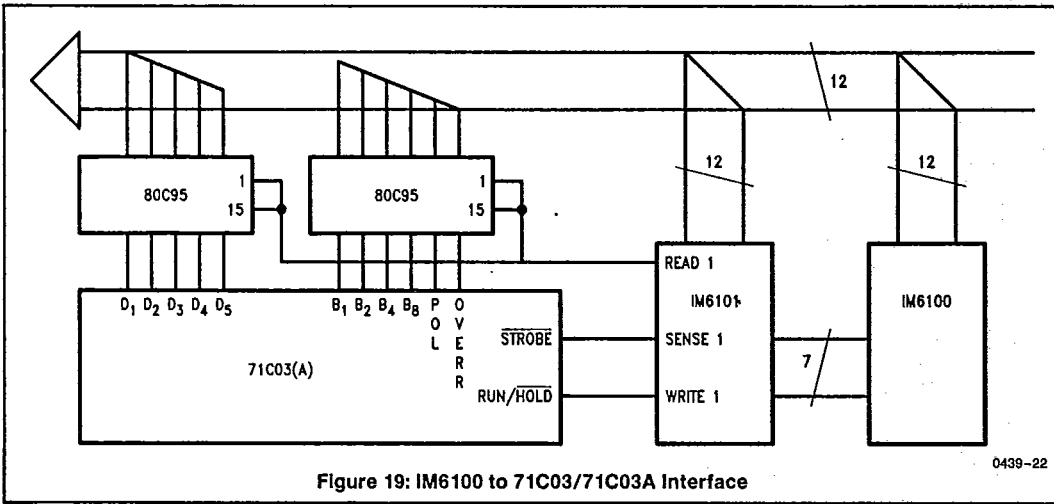 12
12
12
80C95
1
15
80C95
1
15
READ 1
IM6101
IM6100
D1 D2 D3 D4 D5
B1 B2 B4 B8 POL OVERR
STROBE
SENSE 1
7
71C03(A)
RUN/HOLD
WRITE 1
0439-22
Figure 19: IM6100 to 71C03/71C03A Interface